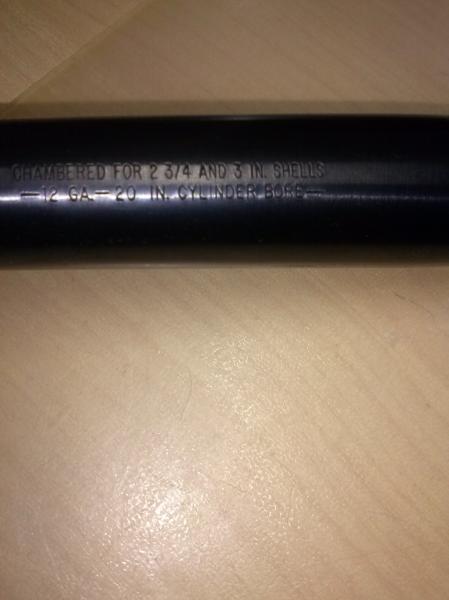 CHAMBERED FOR 2 3/4 AND 3 IN. SHELLS
—12 GA.—20 IN. CYLINDER BORE—